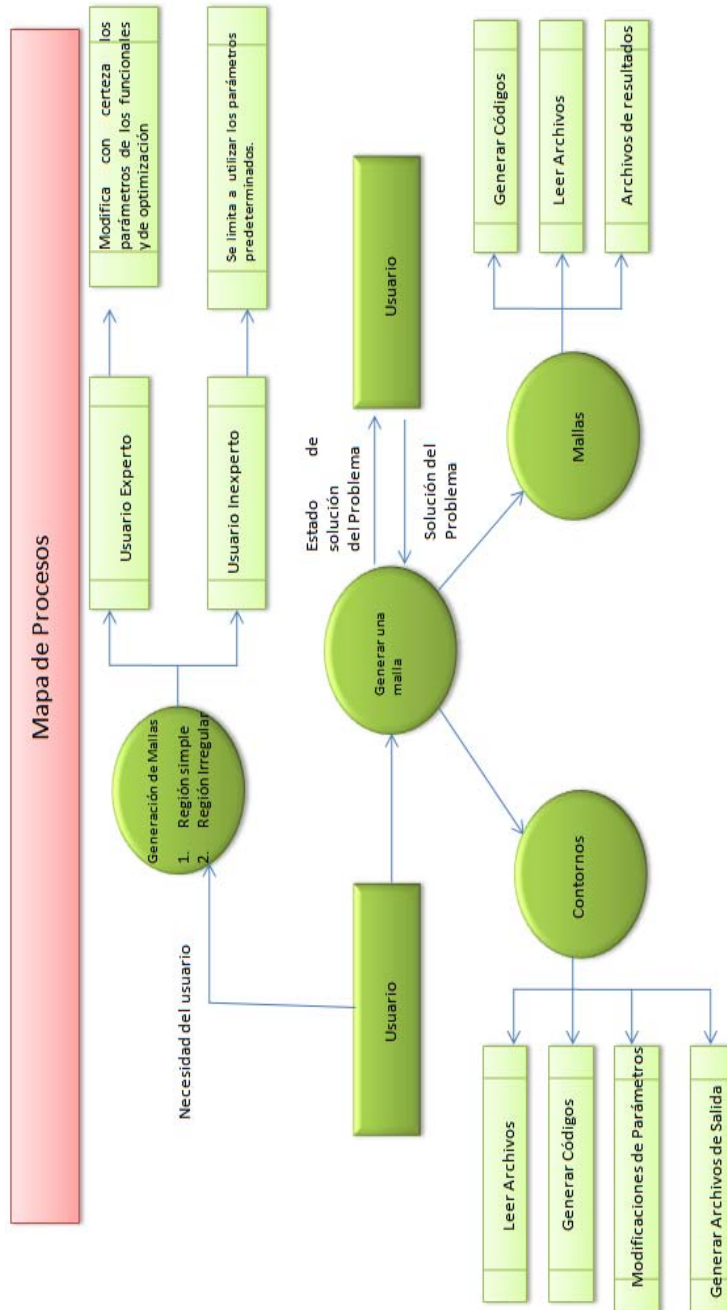 Mapa de Procesos
Necesidad del usuario
Generación de Mallas
1. Región simple
2. Región Irregular
Usuario Experto
Modifica con certeza los
parámetros de los funcionales
y de optimización
Usuario Inexperto
Se limita a utilizar los parámetros
predeterminados.
Usuario
Generar una
malla
Estado de
solución
del Problema
Solución del
Problema
Usuario
Contornos
Leer Archivos
Generar Códigos
Modificaciones de Parámetros
Generar Archivos de Salida
Mallas
Generar Códigos
Leer Archivos
Archivos de resultados